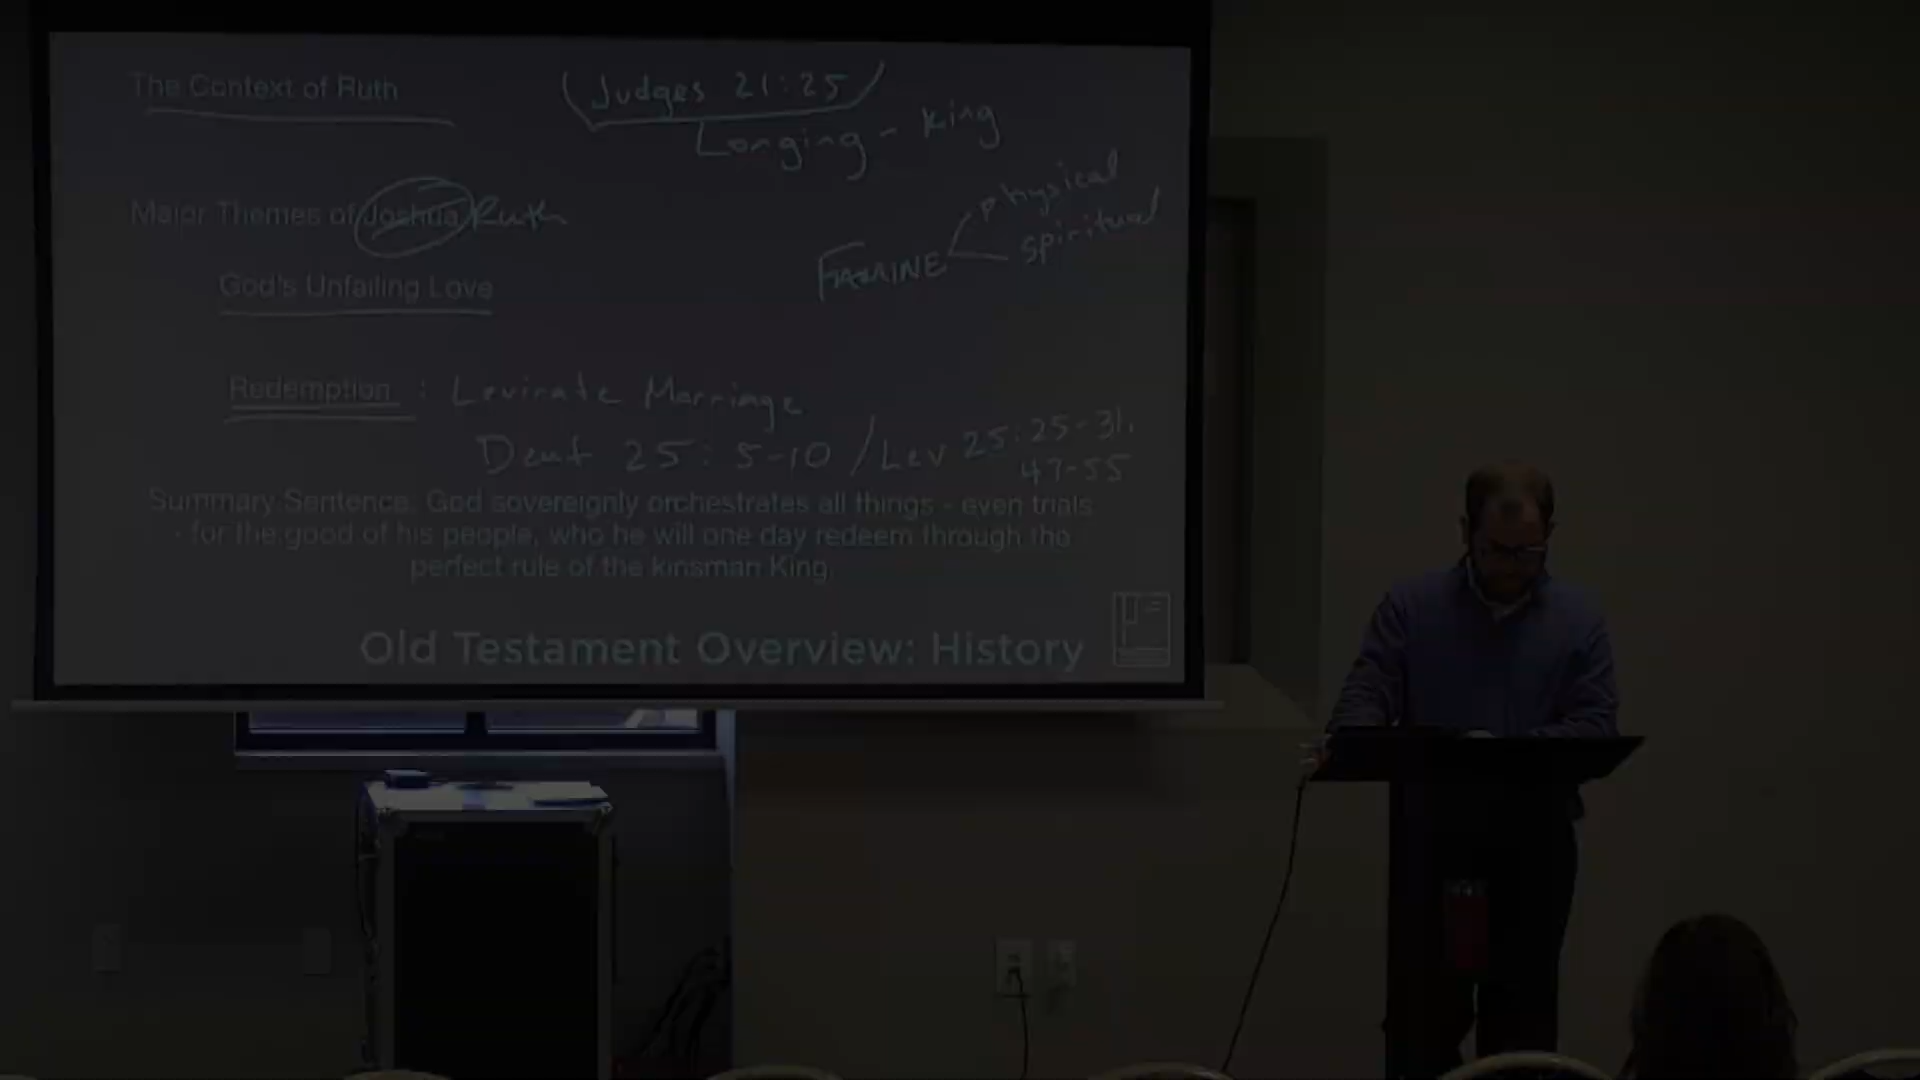 The Context of Ruth
(Judges 21:25)
Longing - King
Major Themes of Joshua Ruth
physical
FAMINE
spiritual
God's Unfailing Love
Redemption : Levirate Marriage
Deut 25:5-10 / Lev 25:25-31,
47-55
Summary Sentence. God sovereignly orchestrates all things - even trials
- for the good of his people, who he will one day redeem through the
perfect rule of the kinsman King.
Old Testament Overview: History